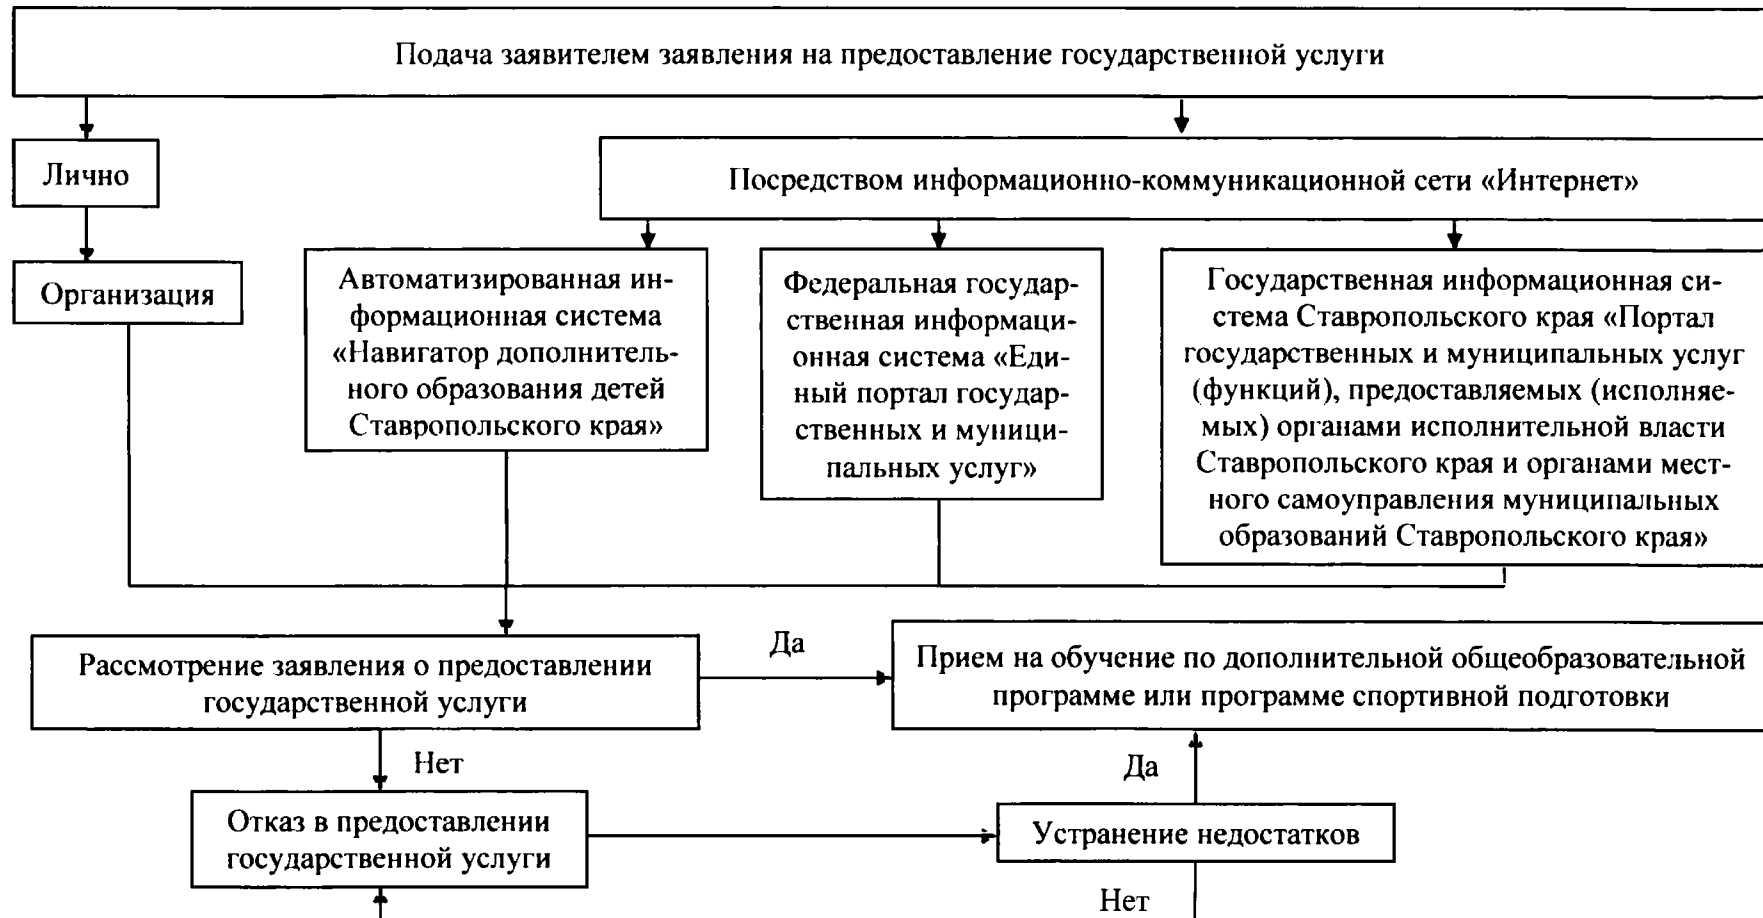 Подача заявителем заявления на предоставление государственной услуги
Лично
Посредством информационно-коммуникационной сети «Интернет»
Организация
Автоматизированная ин-
формационная система
«Навигатор дополнитель-
ного образования детей
Ставропольского края»
Федеральная государ-
ственная информаци-
онная система «Еди-
ный портал государ-
ственных и муници-
пальных услуг»
Государственная информационная си-
стема Ставропольского края «Портал
государственных и муниципальных услуг
(функций), предоставляемых (исполняе-
мых) органами исполнительной власти
Ставропольского края и органами мест-
ного самоуправления муниципальных
образований Ставропольского края»
Рассмотрение заявления о предоставлении
государственной услуги
Да
Прием на обучение по дополнительной общеобразовательной
программе или программе спортивной подготовки
Нет
Да
Отказ в предоставлении
государственной услуги
Устранение недостатков
Нет